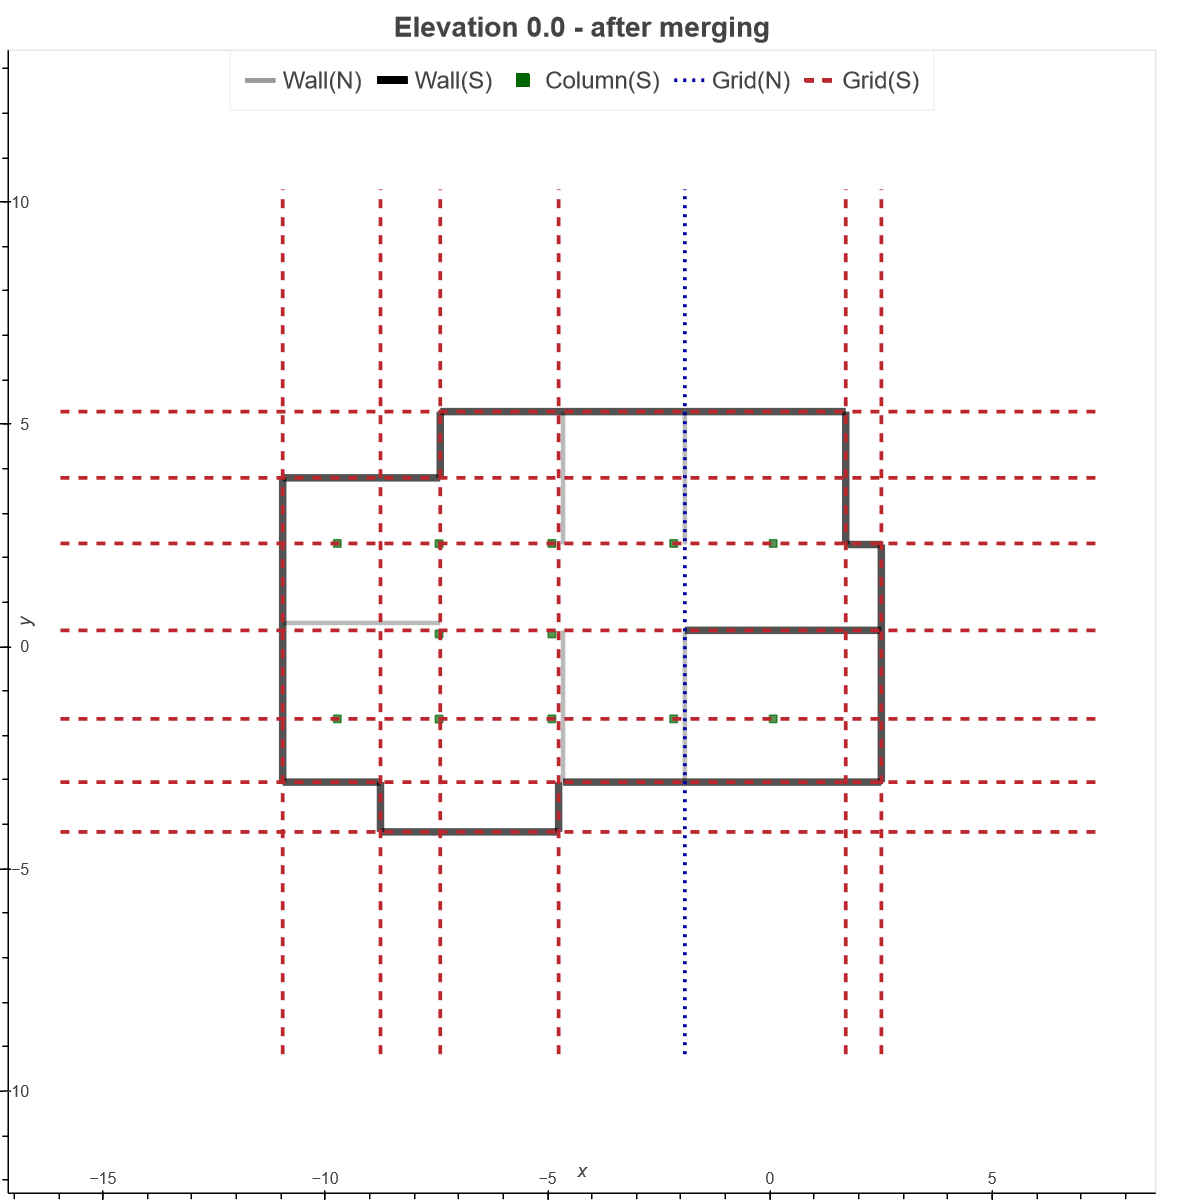 Elevation 0.0 - after merging
Wall(N) Wall(S) Column(S) Grid(N) Grid(S)
10
5
y
0
−5
−10
x
−15 −10 −5 0 5